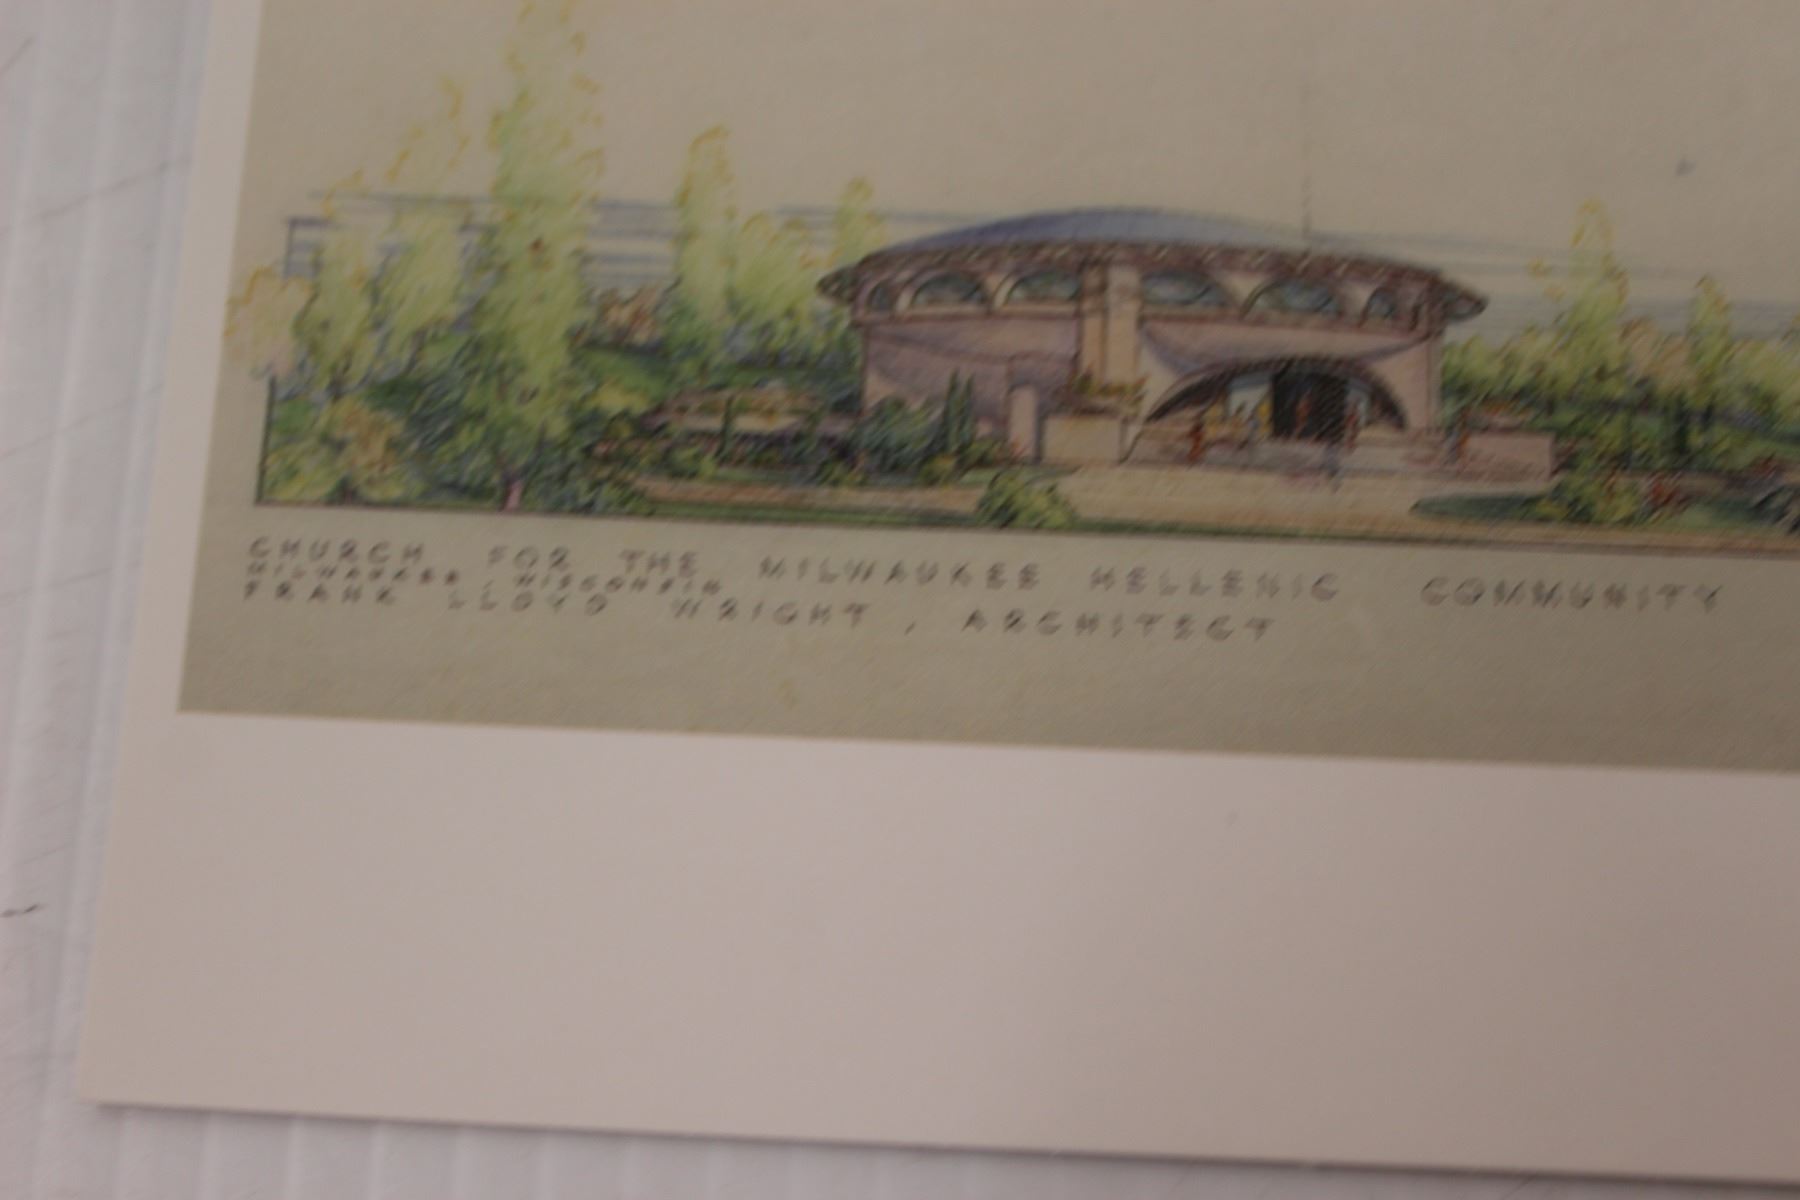 CHURCH FOR THE MILWAUKEE HELLENIC COMMUNITY
MILWAUKEE, WISCONSIN
FRANK LLOYD WRIGHT, ARCHITECT